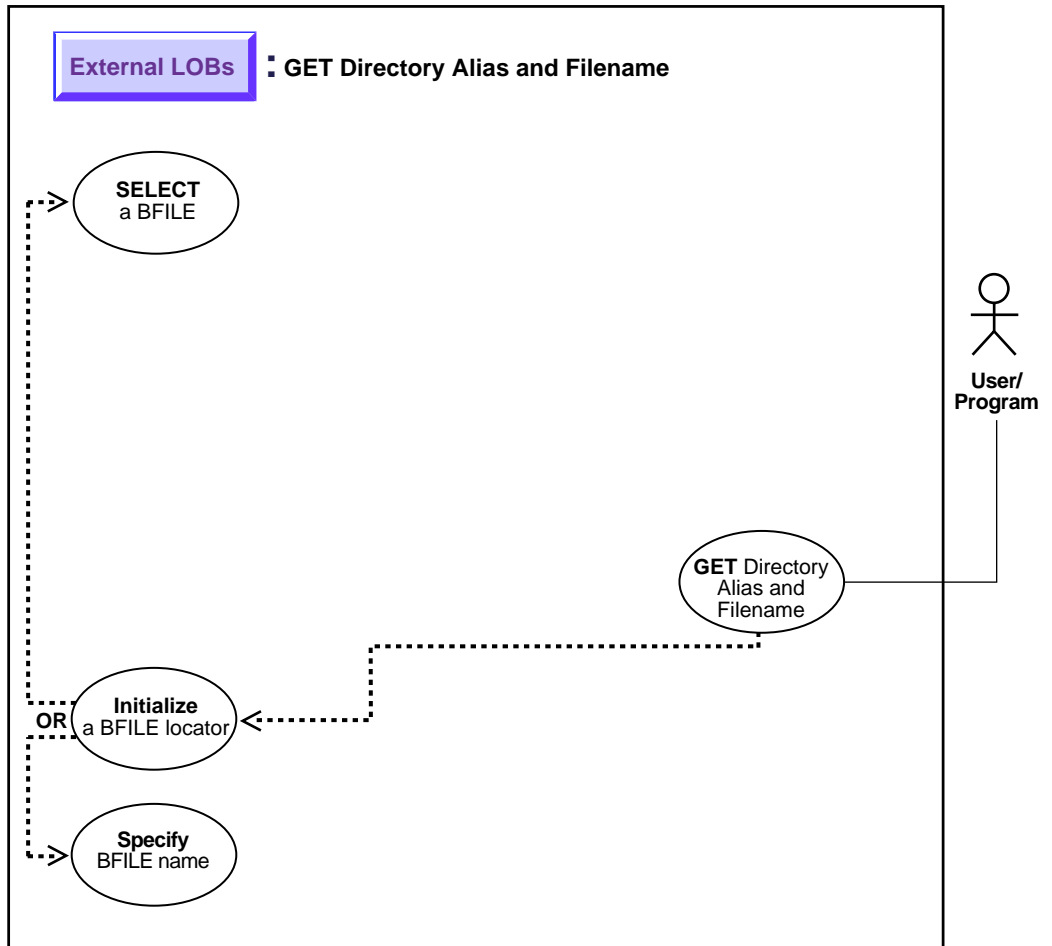 External LOBs : GET Directory Alias and Filename
SELECT
a BFILE
User/
Program
GET Directory
Alias and
Filename
Initialize
a BFILE locator
OR
Specify
BFILE name